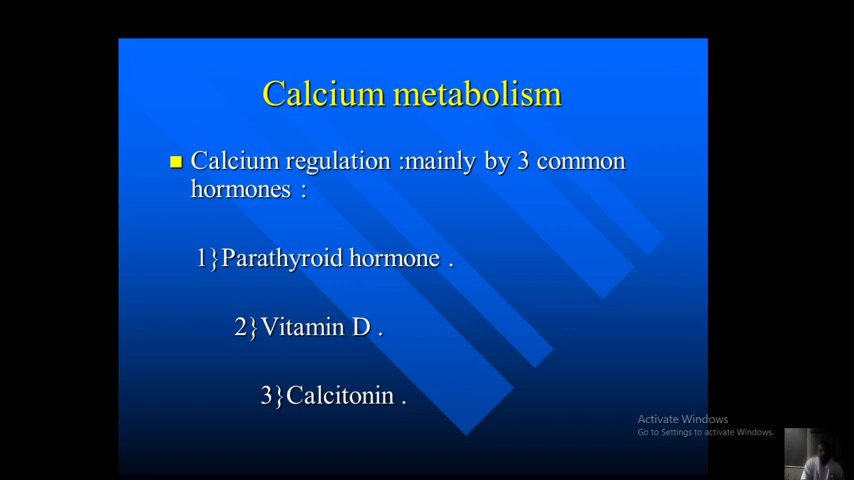 Calcium metabolism
Calcium regulation :mainly by 3 common
hormones :
1}Parathyroid hormone .
2}Vitamin D .
3}Calcitonin .
Activate Windows
Go to Settings to activate Windows.